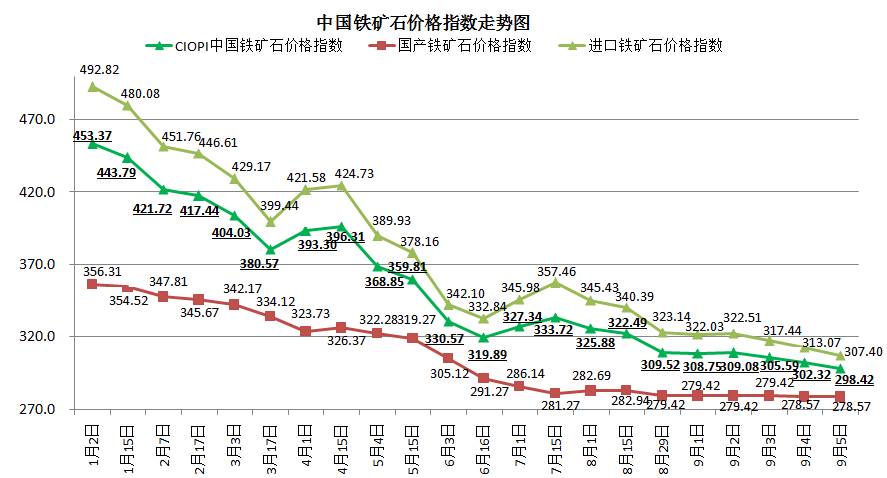 中国铁矿石价格指数走势图
CIOPI中国铁矿石价格指数 国产铁矿石价格指数 进口铁矿石价格指数
470.0
420.0
370.0
320.0
270.0
492.82 480.08 451.76 446.61 429.17 399.44 421.58 424.73 389.93 378.16 342.10 332.84 345.98 357.46 345.43 340.39 323.14 322.03 322.51 317.44 313.07 307.40
453.37 443.79 421.72 417.44 404.03 380.57 393.30 396.31 368.85 359.81 330.57 319.89 327.34 333.72 325.88 322.49 309.52 308.75 309.08 305.59 302.32 298.42
356.31 354.52 347.81 345.67 342.17 334.12 323.73 326.37 322.28 319.27 305.12 291.27 286.14 281.27 282.69 282.94 279.42 279.42 279.42 279.42 278.57 278.57
1月2日 1月15日 2月7日 2月17日 3月3日 3月17日 4月1日 4月15日 5月4日 5月15日 6月3日 6月16日 7月1日 7月15日 8月1日 8月15日 8月29日 9月1日 9月2日 9月3日 9月4日 9月5日